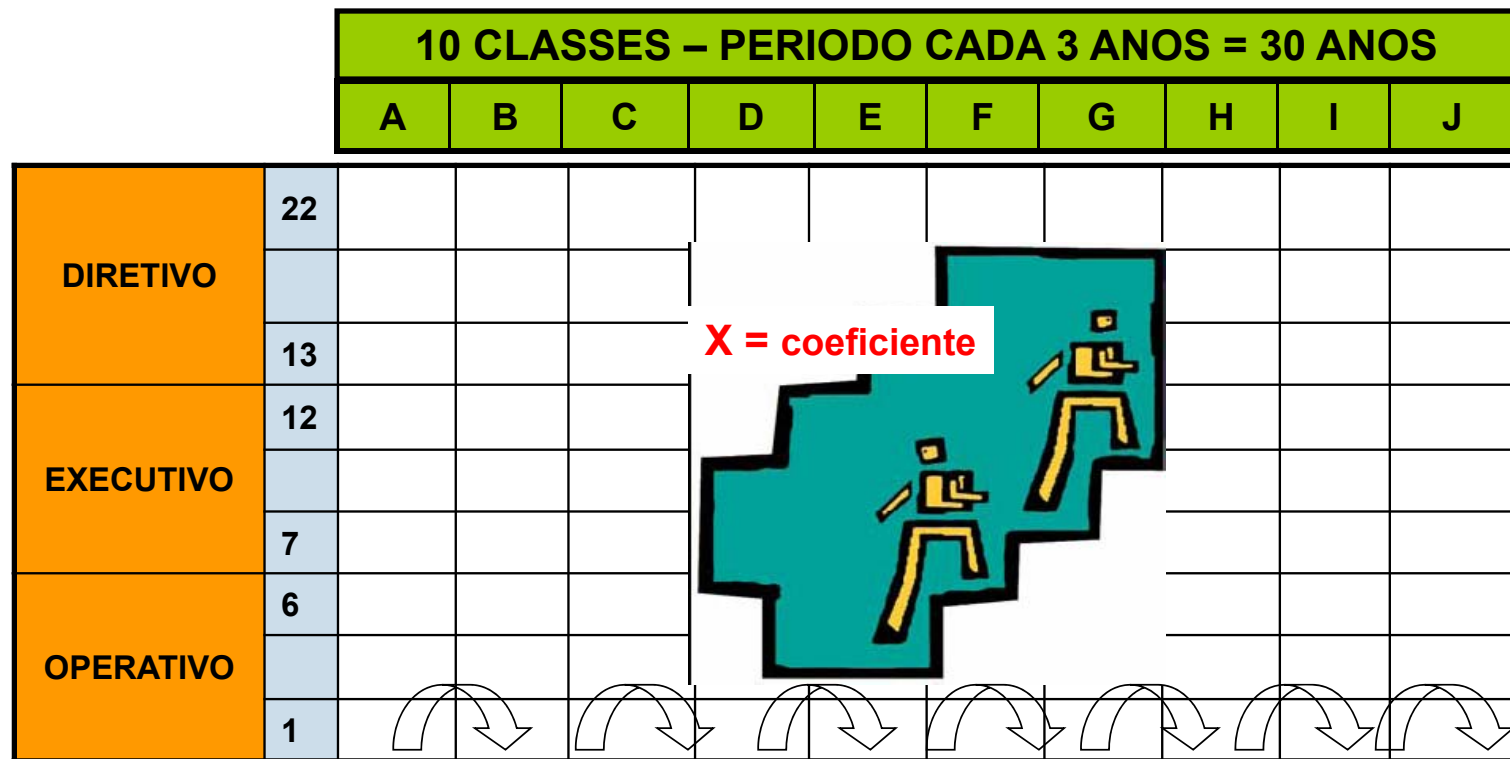 10 CLASSES – PERIODO CADA 3 ANOS = 30 ANOS
A B C D E F G H I J
22
DIRETIVO
13
X = coeficiente
12
EXECUTIVO
7
6
OPERATIVO
1